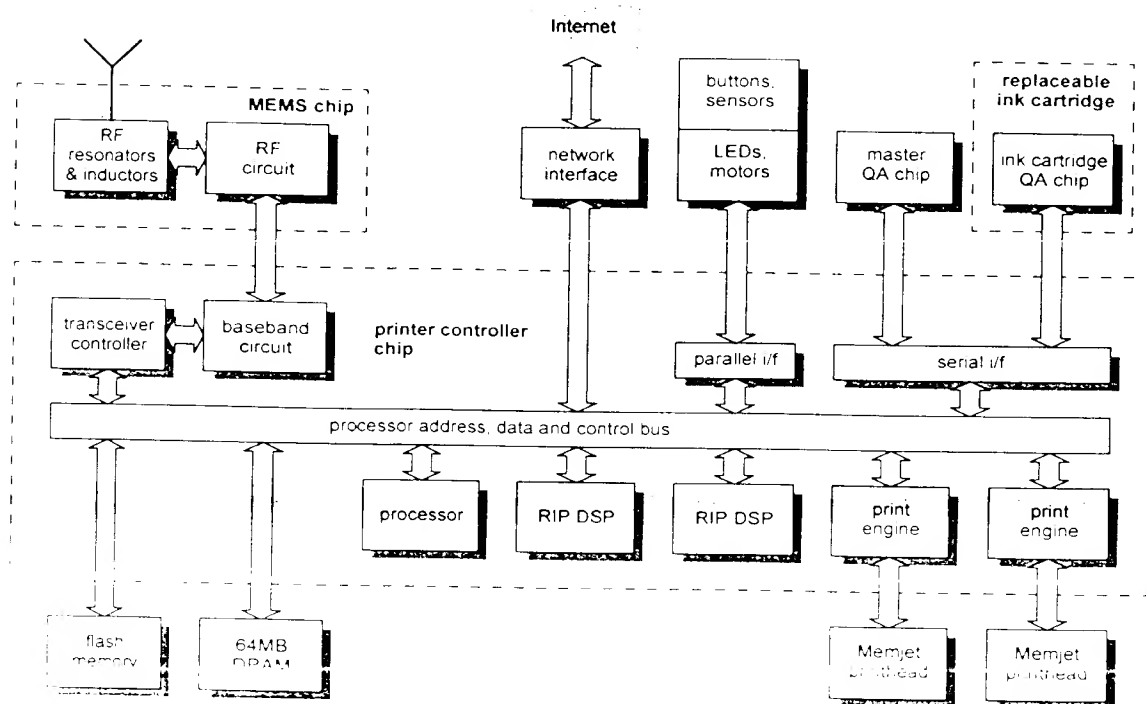 Internet
MEMS chip
RF
resonators
& inductors
RF
circuit
network
interface
buttons,
sensors
LEDs,
motors
master
QA chip
replaceable
ink cartridge
ink cartridge
QA chip
transceiver
controller
baseband
circuit
printer controller
chip
parallel i/f
serial i/f
processor address, data and control bus
processor
RIP DSP
RIP DSP
print
engine
print
engine
flash
memory
64MB
DRAM
Memjet
printhead
Memjet
printhead